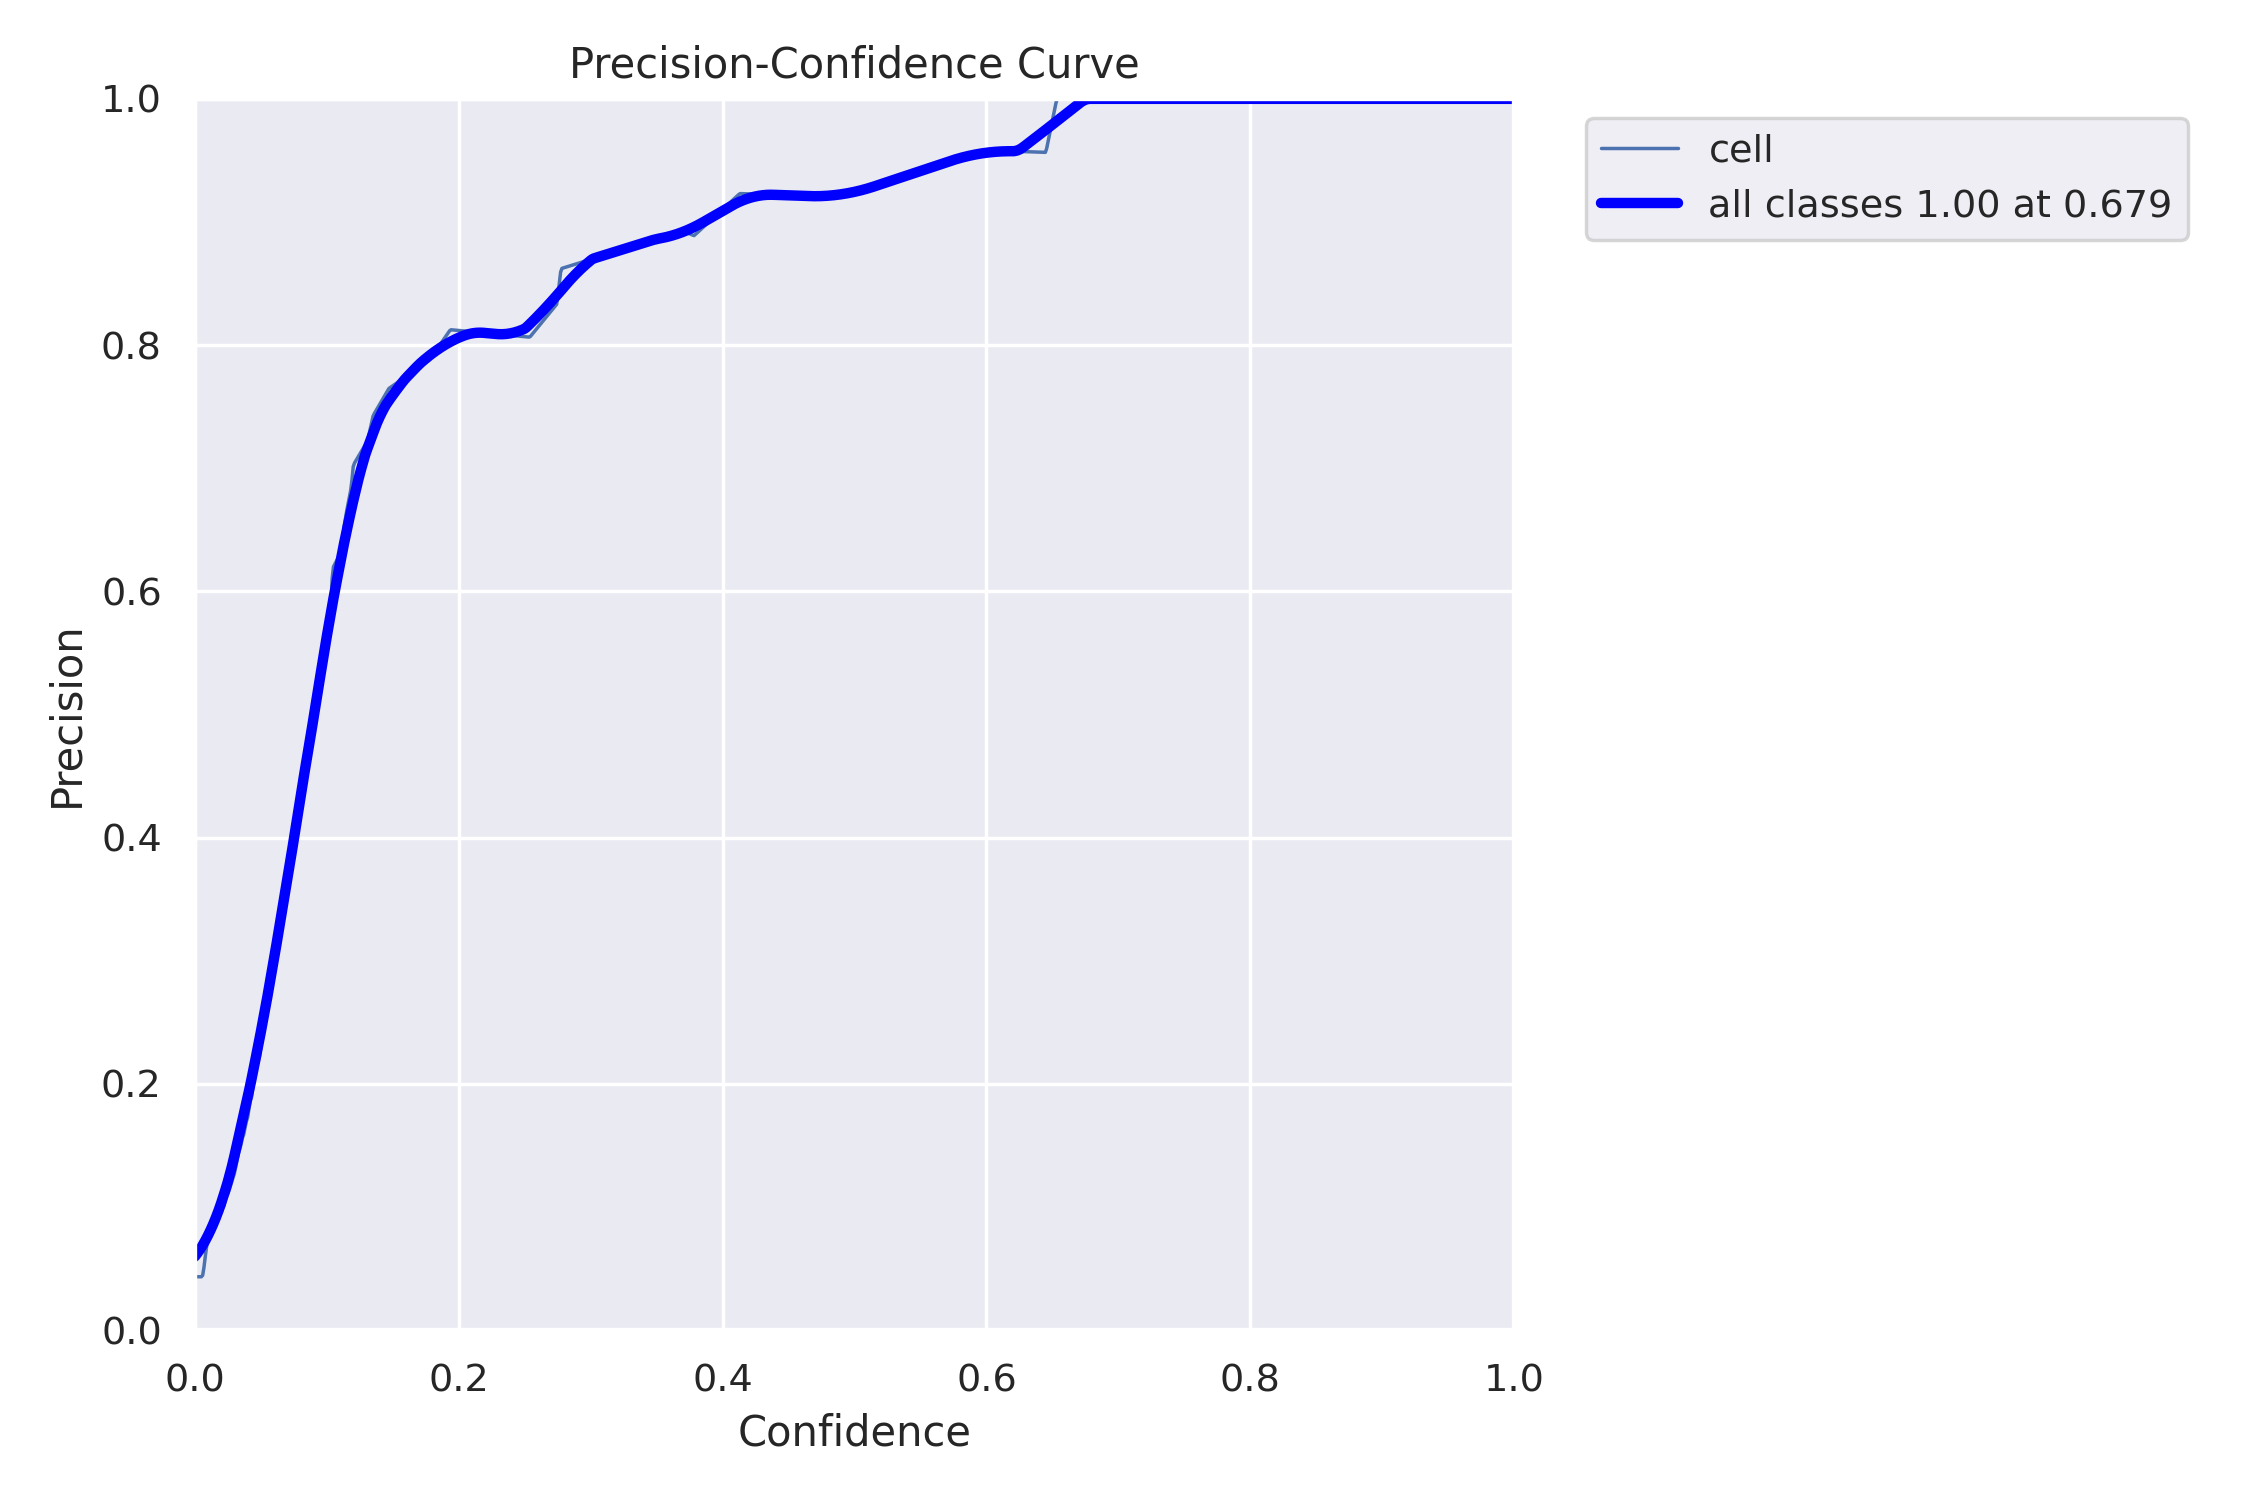 Precision-Confidence Curve
1.0
0.8
0.6
0.4
0.2
0.0
Precision
0.0 0.2 0.4 0.6 0.8 1.0
Confidence
cell
all classes 1.00 at 0.679